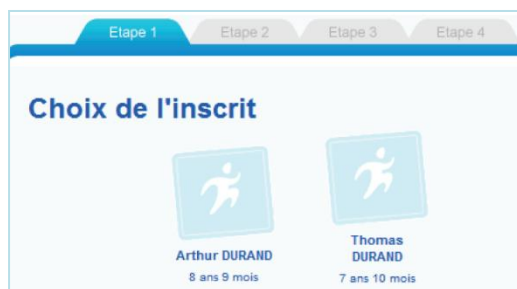 Etape 1 Etape 2 Etape 3 Etape 4
Choix de l'inscrit
Arthur DURAND
8 ans 9 mois
Thomas
DURAND
7 ans 10 mois